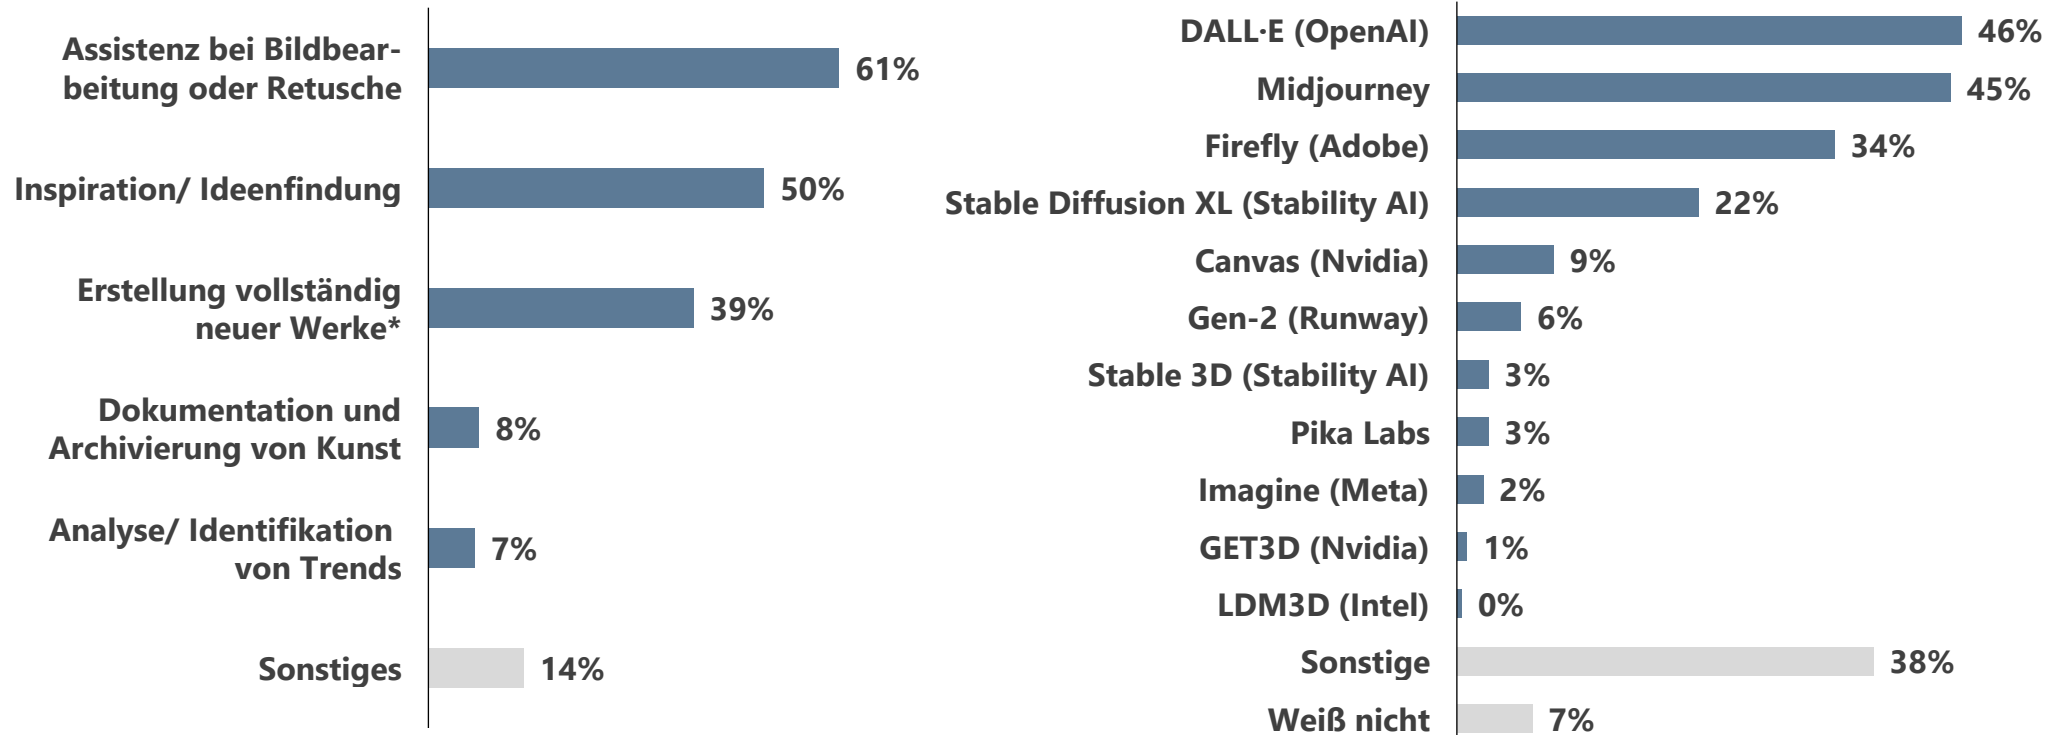 Assistenz bei Bildbear-
beitung oder Retusche
61%
Inspiration/ Ideenfindung
50%
Erstellung vollständig
neuer Werke*
39%
Dokumentation und
Archivierung von Kunst
8%
Analyse/ Identifikation
von Trends
7%
Sonstiges
14%
DALL·E (OpenAI)
46%
Midjourney
45%
Firefly (Adobe)
34%
Stable Diffusion XL (Stability AI)
22%
Canvas (Nvidia)
9%
Gen-2 (Runway)
6%
Stable 3D (Stability AI)
3%
Pika Labs
3%
Imagine (Meta)
2%
GET3D (Nvidia)
1%
LDM3D (Intel)
0%
Sonstige
38%
Weiß nicht
7%